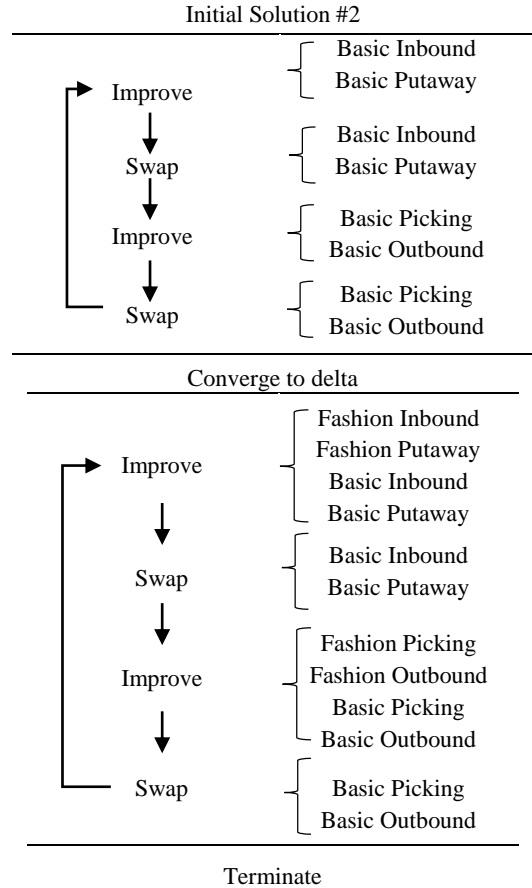 Initial Solution #2
Improve
Basic Inbound
Basic Putaway
Swap
Basic Inbound
Basic Putaway
Improve
Basic Picking
Basic Outbound
Swap
Basic Picking
Basic Outbound
Converge to delta
Improve
Fashion Inbound
Fashion Putaway
Basic Inbound
Basic Putaway
Swap
Basic Inbound
Basic Putaway
Improve
Fashion Picking
Fashion Outbound
Basic Picking
Basic Outbound
Swap
Basic Picking
Basic Outbound
Terminate